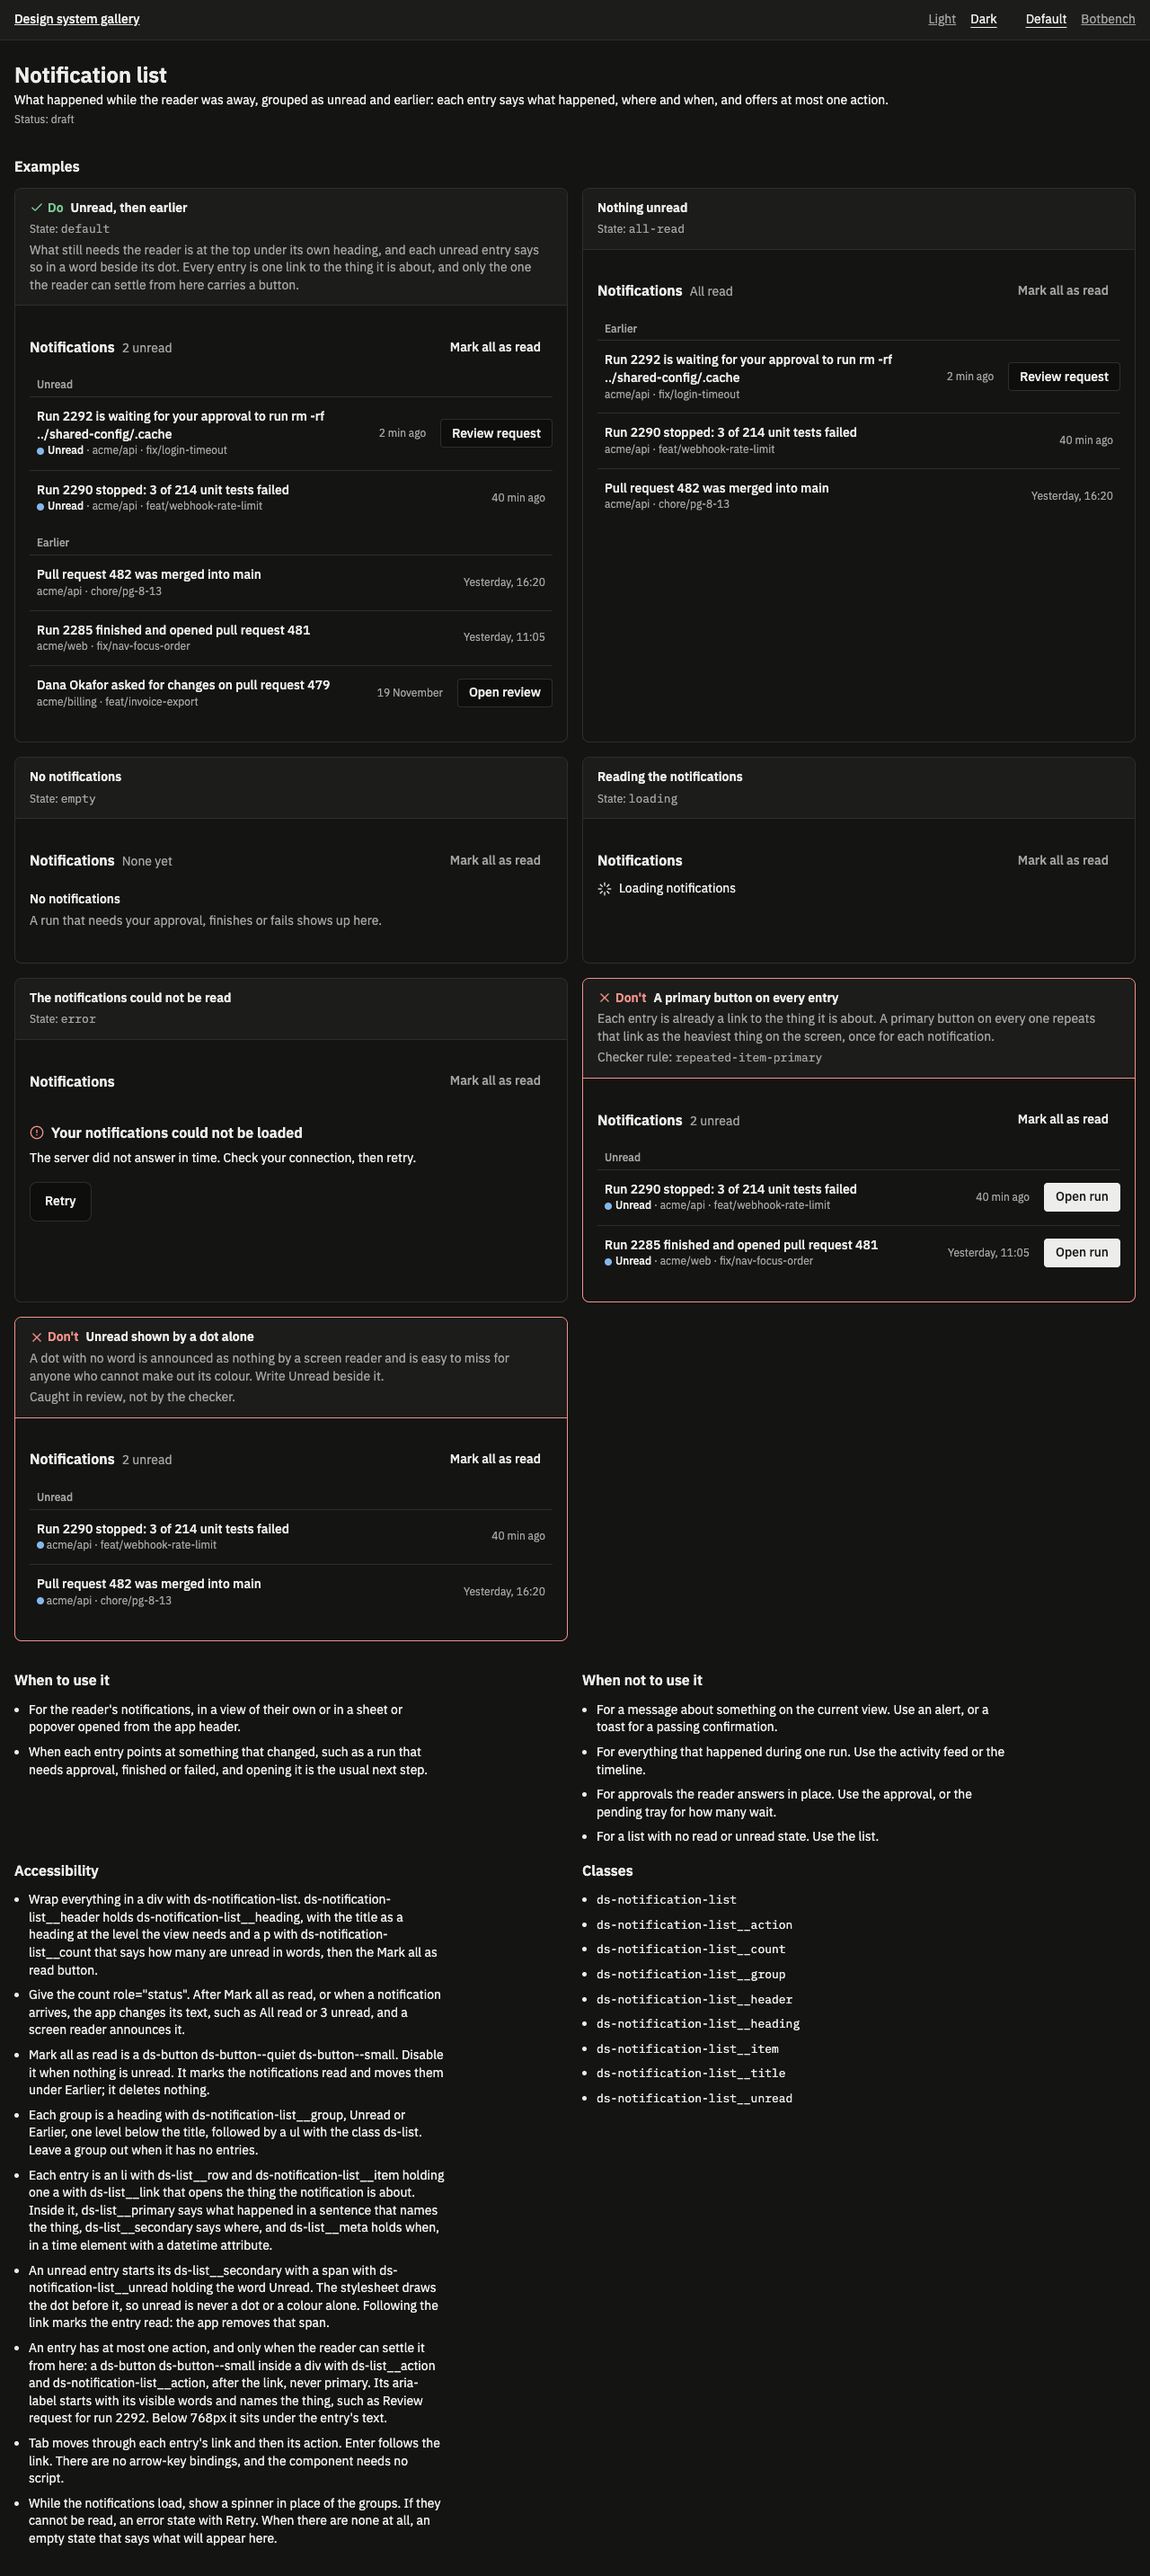 Design system gallery
Light Dark Default Botbench
Notification list
What happened while the reader was away, grouped as unread and earlier: each entry says what happened, where and when, and offers at most one action.
Status: draft
Examples
Do Unread, then earlier
State: default
What still needs the reader is at the top under its own heading, and each unread entry says
so in a word beside its dot. Every entry is one link to the thing it is about, and only the one
the reader can settle from here carries a button.
Notifications 2 unread Mark all as read
Unread
Run 2292 is waiting for your approval to run rm -rf
../shared-config/.cache
Unread · acme/api · fix/login-timeout
2 min ago
Review request
Run 2290 stopped: 3 of 214 unit tests failed
Unread · acme/api · feat/webhook-rate-limit
40 min ago
Earlier
Pull request 482 was merged into main
acme/api · chore/pg-8-13
Yesterday, 16:20
Run 2285 finished and opened pull request 481
acme/web · fix/nav-focus-order
Yesterday, 11:05
Dana Okafor asked for changes on pull request 479
acme/billing · feat/invoice-export
19 November
Open review
Nothing unread
State: all-read
Notifications All read Mark all as read
Earlier
Run 2292 is waiting for your approval to run rm -rf
../shared-config/.cache
acme/api · fix/login-timeout
2 min ago
Review request
Run 2290 stopped: 3 of 214 unit tests failed
acme/api · feat/webhook-rate-limit
40 min ago
Pull request 482 was merged into main
acme/api · chore/pg-8-13
Yesterday, 16:20
No notifications
State: empty
Notifications None yet Mark all as read
No notifications
A run that needs your approval, finishes or fails shows up here.
Reading the notifications
State: loading
Notifications Mark all as read
Loading notifications
The notifications could not be read
State: error
Notifications Mark all as read
Your notifications could not be loaded
The server did not answer in time. Check your connection, then retry.
Retry
Don't A primary button on every entry
Each entry is already a link to the thing it is about. A primary button on every one repeats
that link as the heaviest thing on the screen, once for each notification.
Checker rule: repeated-item-primary
Notifications 2 unread Mark all as read
Unread
Run 2290 stopped: 3 of 214 unit tests failed
Unread · acme/api · feat/webhook-rate-limit
40 min ago
Open run
Run 2285 finished and opened pull request 481
Unread · acme/web · fix/nav-focus-order
Yesterday, 11:05
Open run
Don't Unread shown by a dot alone
A dot with no word is announced as nothing by a screen reader and is easy to miss for
anyone who cannot make out its colour. Write Unread beside it.
Caught in review, not by the checker.
Notifications 2 unread Mark all as read
Unread
Run 2290 stopped: 3 of 214 unit tests failed
acme/api · feat/webhook-rate-limit
40 min ago
Pull request 482 was merged into main
acme/api · chore/pg-8-13
Yesterday, 16:20
When to use it
For the reader's notifications, in a view of their own or in a sheet or
popover opened from the app header.
When each entry points at something that changed, such as a run that
needs approval, finished or failed, and opening it is the usual next step.
When not to use it
For a message about something on the current view. Use an alert, or a
toast for a passing confirmation.
For everything that happened during one run. Use the activity feed or the
timeline.
For approvals the reader answers in place. Use the approval, or the
pending tray for how many wait.
For a list with no read or unread state. Use the list.
Accessibility
Wrap everything in a div with ds-notification-list. ds-notification-
list__header holds ds-notification-list__heading, with the title as a
heading at the level the view needs and a p with ds-notification-
list__count that says how many are unread in words, then the Mark all as
read button.
Give the count role="status". After Mark all as read, or when a notification
arrives, the app changes its text, such as All read or 3 unread, and a
screen reader announces it.
Mark all as read is a ds-button ds-button--quiet ds-button--small. Disable
it when nothing is unread. It marks the notifications read and moves them
under Earlier; it deletes nothing.
Each group is a heading with ds-notification-list__group, Unread or
Earlier, one level below the title, followed by a ul with the class ds-list.
Leave a group out when it has no entries.
Each entry is an li with ds-list__row and ds-notification-list__item holding
one a with ds-list__link that opens the thing the notification is about.
Inside it, ds-list__primary says what happened in a sentence that names
the thing, ds-list__secondary says where, and ds-list__meta holds when,
in a time element with a datetime attribute.
An unread entry starts its ds-list__secondary with a span with ds-
notification-list__unread holding the word Unread. The stylesheet draws
the dot before it, so unread is never a dot or a colour alone. Following the
link marks the entry read: the app removes that span.
An entry has at most one action, and only when the reader can settle it
from here: a ds-button ds-button--small inside a div with ds-list__action
and ds-notification-list__action, after the link, never primary. Its aria-
label starts with its visible words and names the thing, such as Review
request for run 2292. Below 768px it sits under the entry's text.
Tab moves through each entry's link and then its action. Enter follows the
link. There are no arrow-key bindings, and the component needs no
script.
While the notifications load, show a spinner in place of the groups. If they
cannot be read, an error state with Retry. When there are none at all, an
empty state that says what will appear here.
Classes
ds-notification-list
ds-notification-list__action
ds-notification-list__count
ds-notification-list__group
ds-notification-list__header
ds-notification-list__heading
ds-notification-list__item
ds-notification-list__title
ds-notification-list__unread